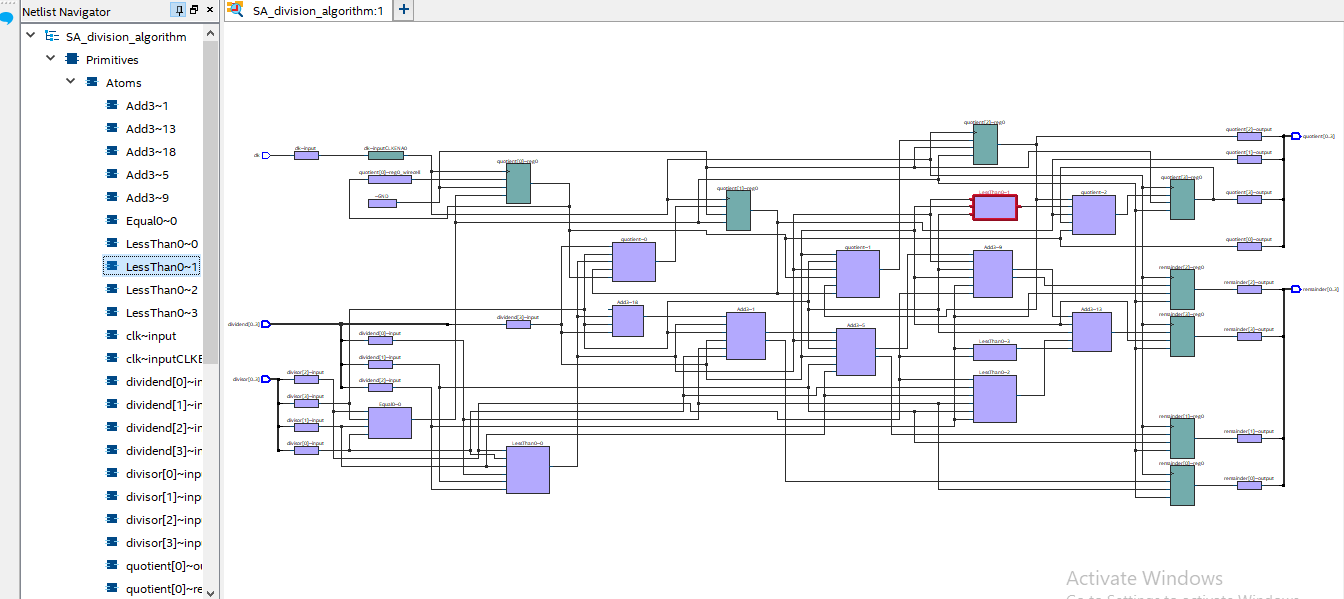 Netlist Navigator
SA_division_algorithm:1
SA_division_algorithm
Primitives
Atoms
Add3~1
Add3~13
Add3~18
Add3~5
Add3~9
Equal0~0
LessThan0~0
LessThan0~1
LessThan0~2
LessThan0~3
clk~input
clk~inputCLKE
dividend[0]~in
dividend[1]~in
dividend[2]~in
dividend[3]~in
divisor[0]~inp
divisor[1]~inp
divisor[2]~inp
divisor[3]~inp
quotient[0]~o
quotient[0]~re
clk
clk~input
clk~inputCLKENA0
quotient[0]~reg0
quotient[0]~reg0_wirecell
~GND
quotient[1]~reg0
quotient[2]~reg0
LessThan0~1
quotient~2
quotient[3]~reg0
quotient[2]~output
quotient[0..3]
quotient[1]~output
quotient[3]~output
quotient[0]~output
quotient~0
quotient~1
Add3~9
remainder[2]~reg0
remainder[2]~output
remainder[0..3]
dividend[0..3]
dividend[3]~input
Add3~18
Add3~1
Add3~5
Add3~13
remainder[3]~reg0
remainder[3]~output
dividend[0]~input
dividend[1]~input
dividend[2]~input
LessThan0~3
LessThan0~2
divisor[0..3]
divisor[2]~input
divisor[3]~input
divisor[1]~input
divisor[0]~input
Equal0~0
LessThan0~0
remainder[1]~reg0
remainder[1]~output
remainder[0]~reg0
remainder[0]~output
Activate Windows
Go to Settings to activate Windows.